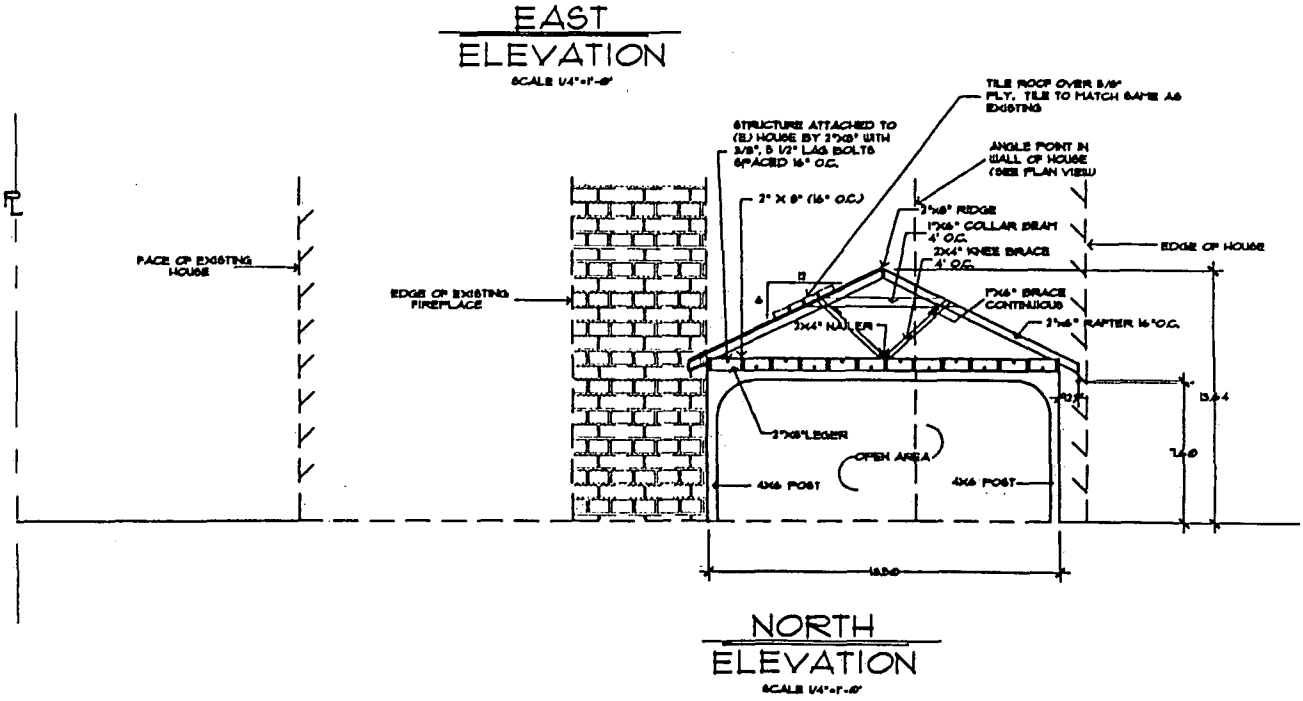 EAST
ELEVATION
SCALE 1/4"=1'-0"
TILE ROOF OVER 5/8"
PLY. TILE TO MATCH SAME AS
EXISTING
STRUCTURE ATTACHED TO
(E) HOUSE BY 2"X8" WITH
3/8", 5 1/2" LAG BOLTS
SPACED 16" O.C.
ANGLE POINT IN
WALL OF HOUSE
(SEE PLAN VIEW)
PL
2" X 8" (16" O.C.)
2"X8" RIDGE
1"X6" COLLAR BEAM
4' O.C.
2X4" KNEE BRACE
4' O.C.
EDGE OF HOUSE
FACE OF EXISTING
HOUSE
12
6
EDGE OF EXISTING
FIREPLACE
1"X6" BRACE
CONTINUOUS
2X4" NAILER
2"X6" RAFTER 16"O.C.
13.64
2"X8"LEGER
OPEN AREA
4X6 POST
4X6 POST
NORTH
ELEVATION
SCALE 1/4"=1'-0"